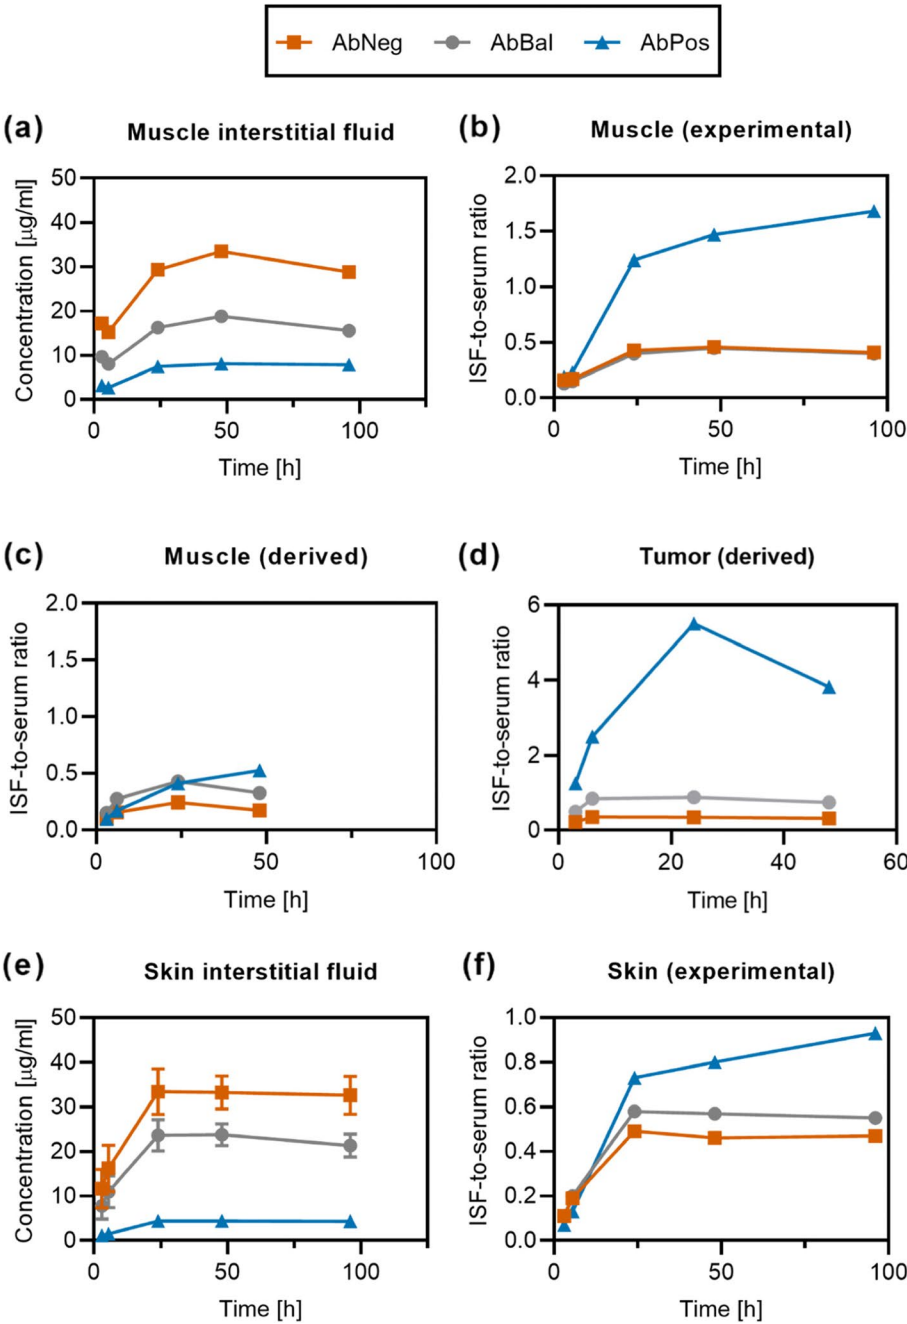 AbNeg AbBal AbPos
(a) Muscle interstitial fluid
Concentration [µg/ml]
50
40
30
20
10
0
0 50 100
Time [h]
(b) Muscle (experimental)
ISF-to-serum ratio
2.0
1.5
1.0
0.5
0.0
0 50 100
Time [h]
(c) Muscle (derived)
ISF-to-serum ratio
2.0
1.5
1.0
0.5
0.0
0 50 100
Time [h]
(d) Tumor (derived)
ISF-to-serum ratio
6
4
2
0
0 20 40 60
Time [h]
(e) Skin interstitial fluid
Concentration [µg/ml]
50
40
30
20
10
0
0 50 100
Time [h]
(f) Skin (experimental)
ISF-to-serum ratio
1.0
0.8
0.6
0.4
0.2
0.0
0 50 100
Time [h]